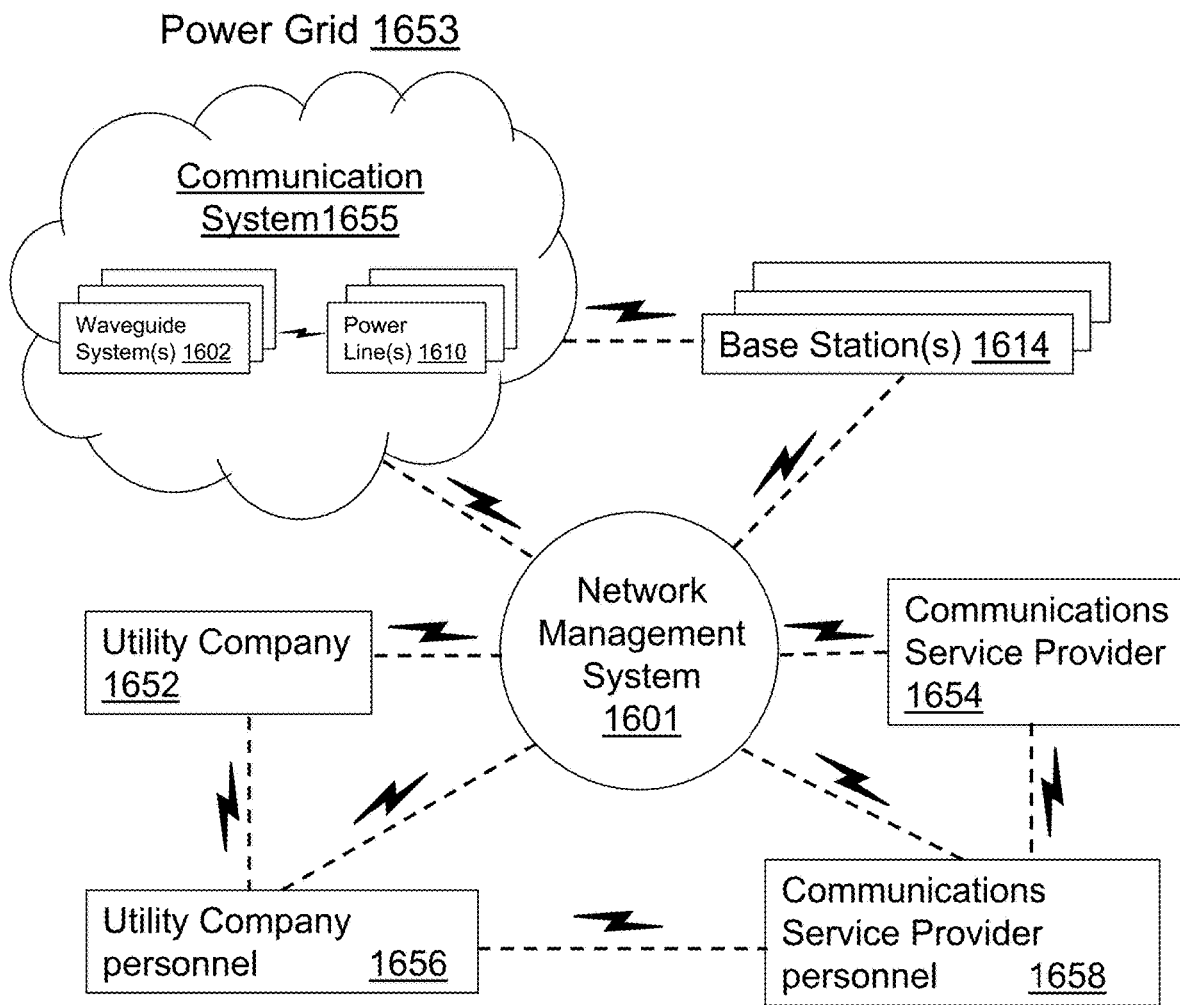 Power Grid 1653
Communication
System1655
Waveguide
System(s) 1602
Power
Line(s) 1610
Base Station(s) 1614
Network
Management
System
1601
Utility Company
1652
Communications
Service Provider
1654
Utility Company
personnel 1656
Communications
Service Provider
personnel 1658